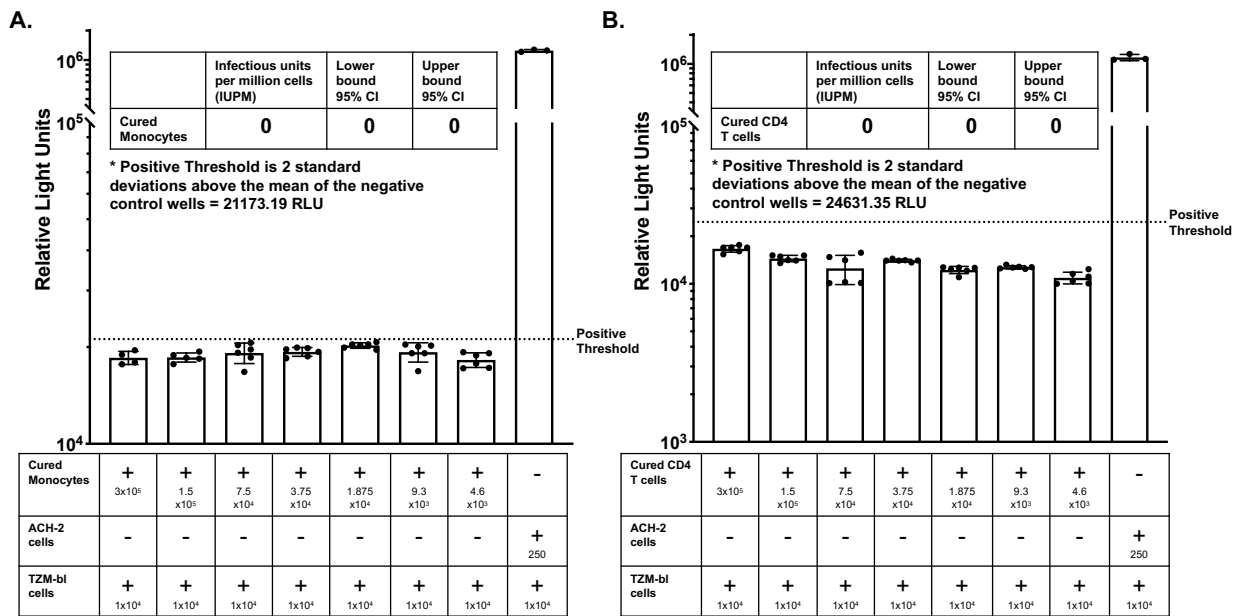 A.
10⁶
10⁵
10⁴
Relative Light Units
Infectious units
per million cells
(IUPM)
Lower
bound
95% CI
Upper
bound
95% CI
Cured
Monocytes
0
0
0
* Positive Threshold is 2 standard
deviations above the mean of the negative
control wells = 21173.19 RLU
Positive
Threshold
Cured
Monocytes
+ + + + + + + -
3x10⁵ 1.5 x10⁵ 7.5 x10⁴ 3.75 x10⁴ 1.875 x10⁴ 9.3 x10³ 4.6 x10³
ACH-2
cells
- - - - - - - +
250
TZM-bl
cells
+ + + + + + + +
1x10⁴ 1x10⁴ 1x10⁴ 1x10⁴ 1x10⁴ 1x10⁴ 1x10⁴ 1x10⁴
B.
10⁶
10⁵
10⁴
10³
Relative Light Units
Infectious units
per million cells
(IUPM)
Lower
bound
95% CI
Upper
bound
95% CI
Cured CD4
T cells
0
0
0
* Positive Threshold is 2 standard
deviations above the mean of the negative
control wells = 24631.35 RLU
Positive
Threshold
Cured CD4
T cells
+ + + + + + + -
3x10⁵ 1.5 x10⁵ 7.5 x10⁴ 3.75 x10⁴ 1.875 x10⁴ 9.3 x10³ 4.6 x10³
ACH-2
cells
- - - - - - - +
250
TZM-bl
cells
+ + + + + + + +
1x10⁴ 1x10⁴ 1x10⁴ 1x10⁴ 1x10⁴ 1x10⁴ 1x10⁴ 1x10⁴